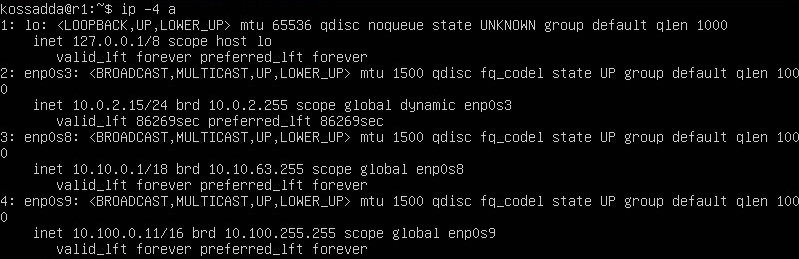 kossadda@r1:~$ ip -4 a
1: lo: <LOOPBACK,UP,LOWER_UP> mtu 65536 qdisc noqueue state UNKNOWN group default qlen 1000
    inet 127.0.0.1/8 scope host lo
       valid_lft forever preferred_lft forever
2: enp0s3: <BROADCAST,MULTICAST,UP,LOWER_UP> mtu 1500 qdisc fq_codel state UP group default qlen 100
0
    inet 10.0.2.15/24 brd 10.0.2.255 scope global dynamic enp0s3
       valid_lft 86269sec preferred_lft 86269sec
3: enp0s8: <BROADCAST,MULTICAST,UP,LOWER_UP> mtu 1500 qdisc fq_codel state UP group default qlen 100
0
    inet 10.10.0.1/18 brd 10.10.63.255 scope global enp0s8
       valid_lft forever preferred_lft forever
4: enp0s9: <BROADCAST,MULTICAST,UP,LOWER_UP> mtu 1500 qdisc fq_codel state UP group default qlen 100
0
    inet 10.100.0.11/16 brd 10.100.255.255 scope global enp0s9
       valid_lft forever preferred_lft forever